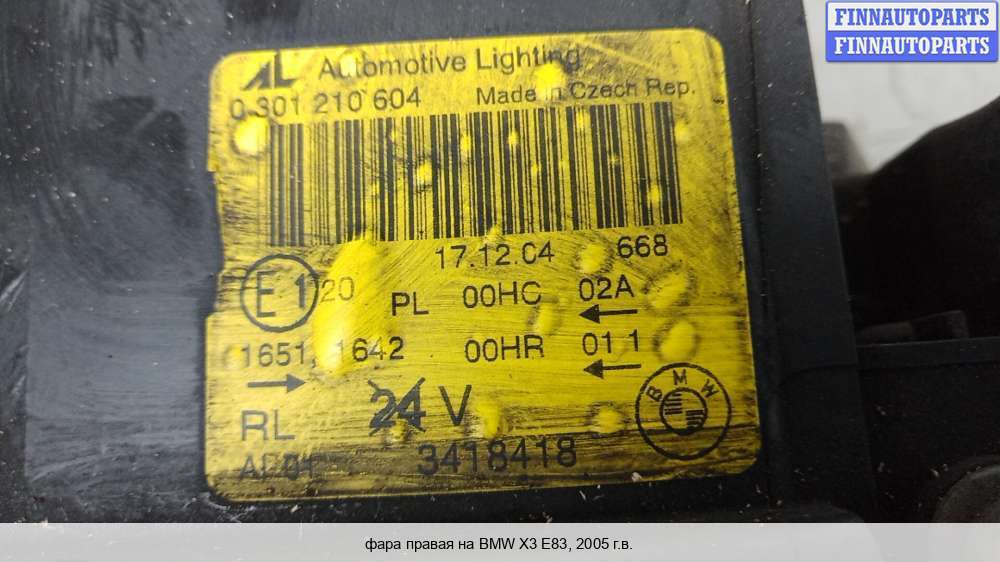 FINNAUTOPARTS
FINNAUTOPARTS
AL Automotive Lighting
0 301 210 604 Made in Czech Rep.
17.12.04 668
E1 20 PL 00HC 02A
1651, 1642 00HR 01 1
RL 24 V
BMW
3418418
фара правая на BMW X3 E83, 2005 г.в.